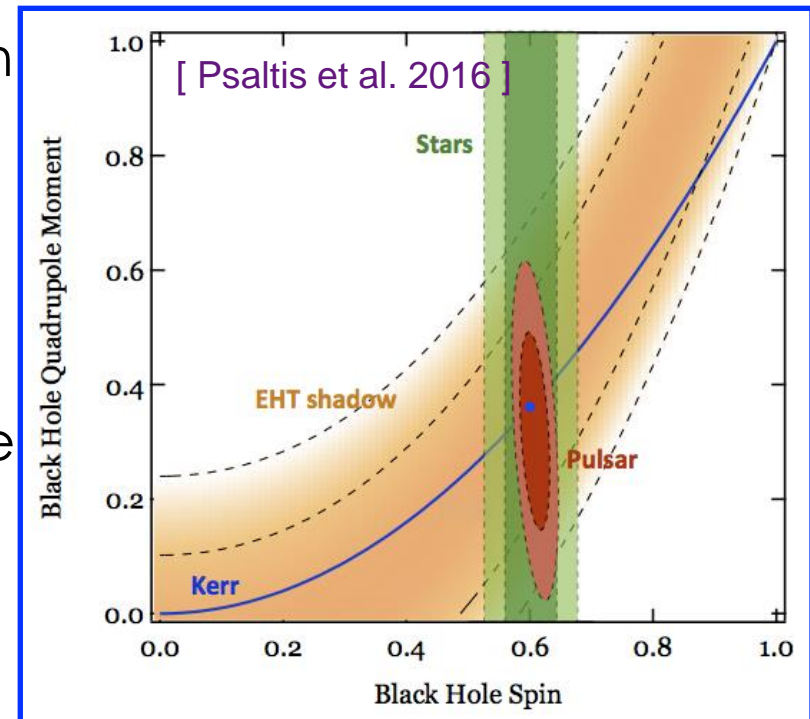 n
e
[ Psaltis et al. 2016 ]
Stars
EHT shadow
Pulsar
Kerr
Black Hole Quadrupole Moment
1.0
0.8
0.6
0.4
0.2
0.0
0.0 0.2 0.4 0.6 0.8 1.0
Black Hole Spin